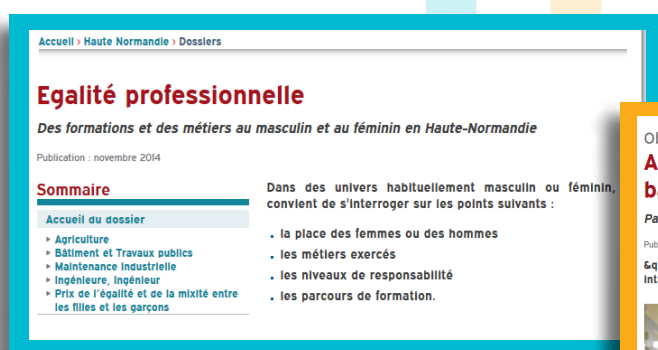 Accueil › Haute Normandie › Dossiers
Egalité professionnelle
Des formations et des métiers au masculin et au féminin en Haute-Normandie
Publication : novembre 2014
Sommaire
Accueil du dossier
Agriculture
Bâtiment et Travaux publics
Maintenance industrielle
Ingénieure, ingénieur
Prix de l'égalité et de la mixité entre
les filles et les garçons
Dans des univers habituellement masculin ou féminin,
convient de s'interroger sur les points suivants :
la place des femmes ou des hommes
les métiers exercés
les niveaux de responsabilité
les parcours de formation.